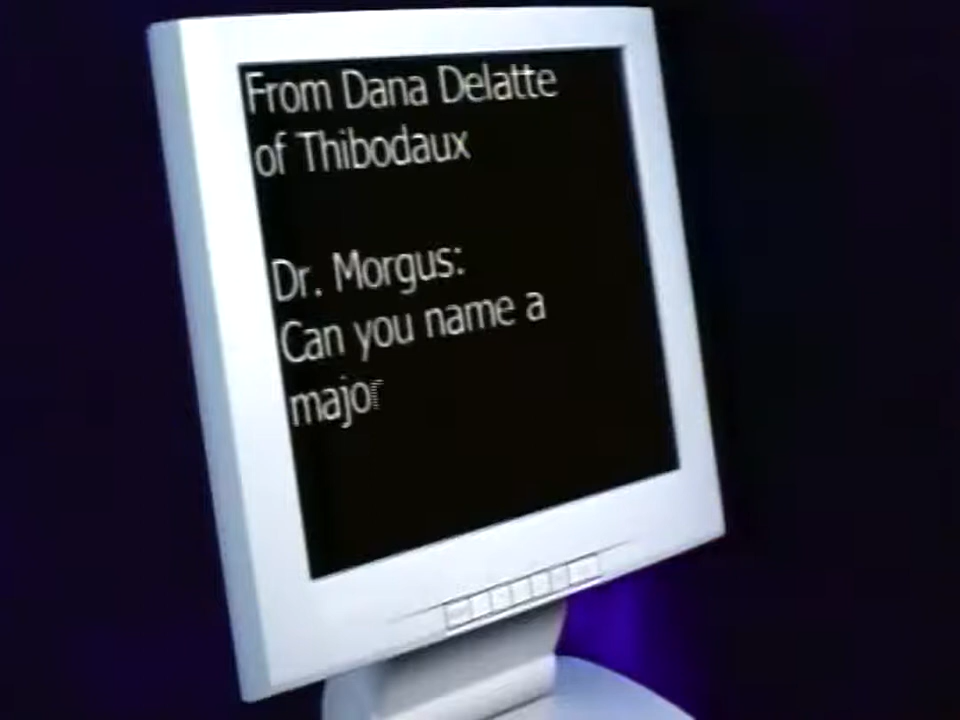 From Dana Delatte
of Thibodaux
Dr. Morgus:
Can you name a
major